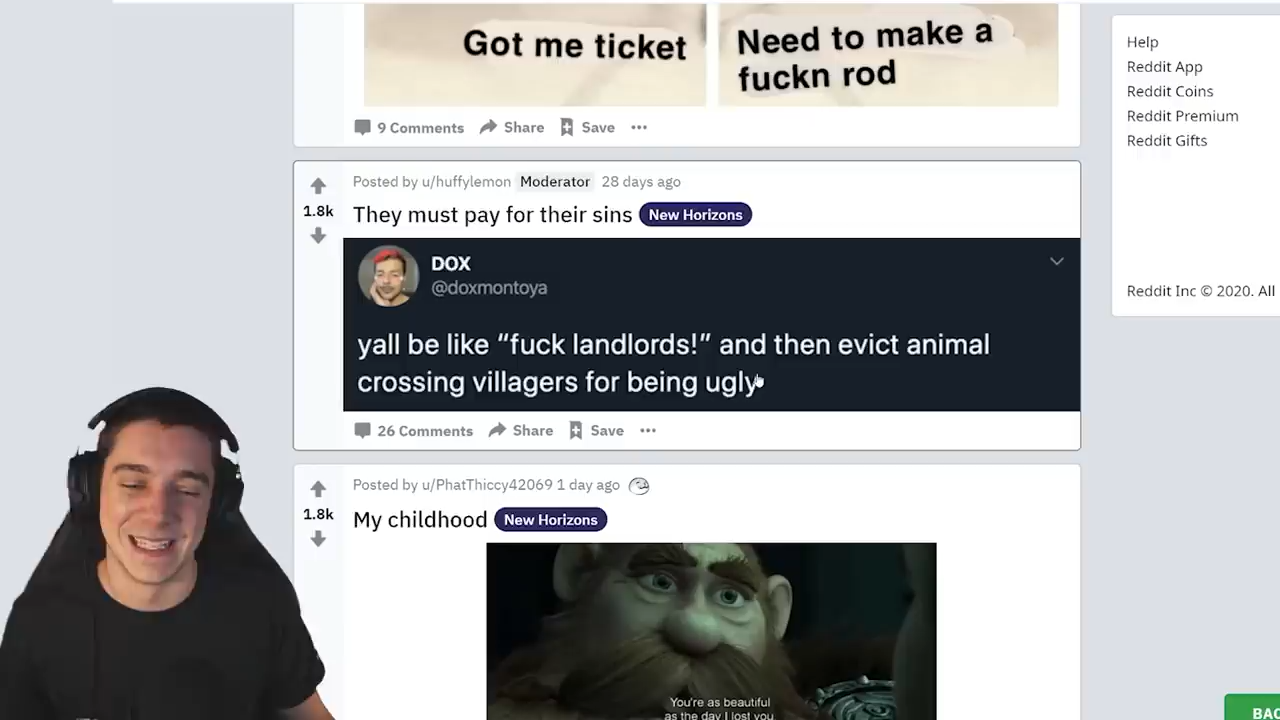 Got me ticket
Need to make a
fuckn rod
9 Comments Share Save
Help
Reddit App
Reddit Coins
Reddit Premium
Reddit Gifts
Reddit Inc © 2020. All
Posted by u/huffylemon Moderator 28 days ago
1.8k
They must pay for their sins New Horizons
DOX
@doxmontoya
yall be like “fuck landlords!” and then evict animal
crossing villagers for being ugly
26 Comments Share Save
Posted by u/PhatThiccy42069 1 day ago
1.8k
My childhood New Horizons
You're as beautiful
as the day I lost you
BAC